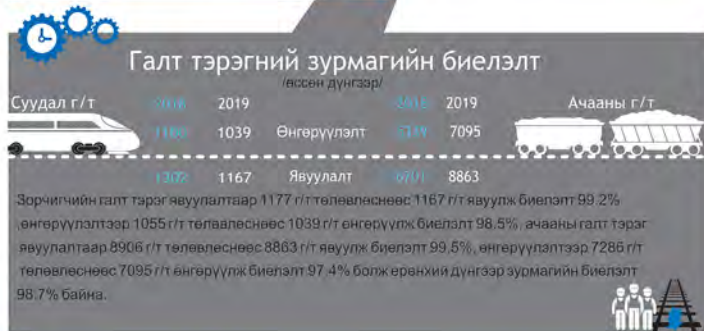 Галт тэрэгний зурмагийн биелэлт
/өссөн дүнгээр/
Суудал г/т 2018 2019 2018 2019 Ачааны г/т
1039 Өнгөрүүлэлт 7095
1167 Явуулалт 8863
Зорчигчийн галт тэрэг явуулалтаар 1177 г/т төлөвлөснөөс 1167 г/т явуулж биелэлт 99.2%
,өнгөрүүлэлтээр 1055 г/т төлөвлөснөөс 1039 г/т өнгөрүүлж биелэлт 98.5%, ачааны галт тэрэг
явуулалтаар 8906 г/т төлөвлөснөөс 8863 г/т явуулж биелэлт 99,5%, өнгөрүүлэлтээр 7286 г/т
төлөвлөснөөс 7095 г/т өнгөрүүлж биелэлт 97.4% болж ерөнхий дүнгээр зурмагийн биелэлт
98.7% байна.